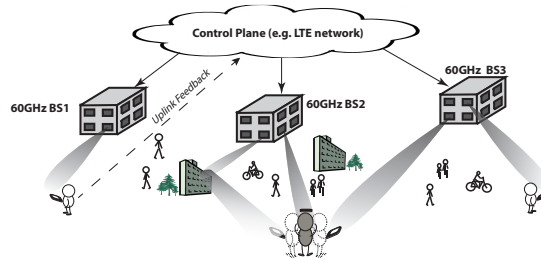 Control Plane (e.g. LTE network)
60GHz BS3
60GHz BS1
Uplink Feedback
60GHz BS2